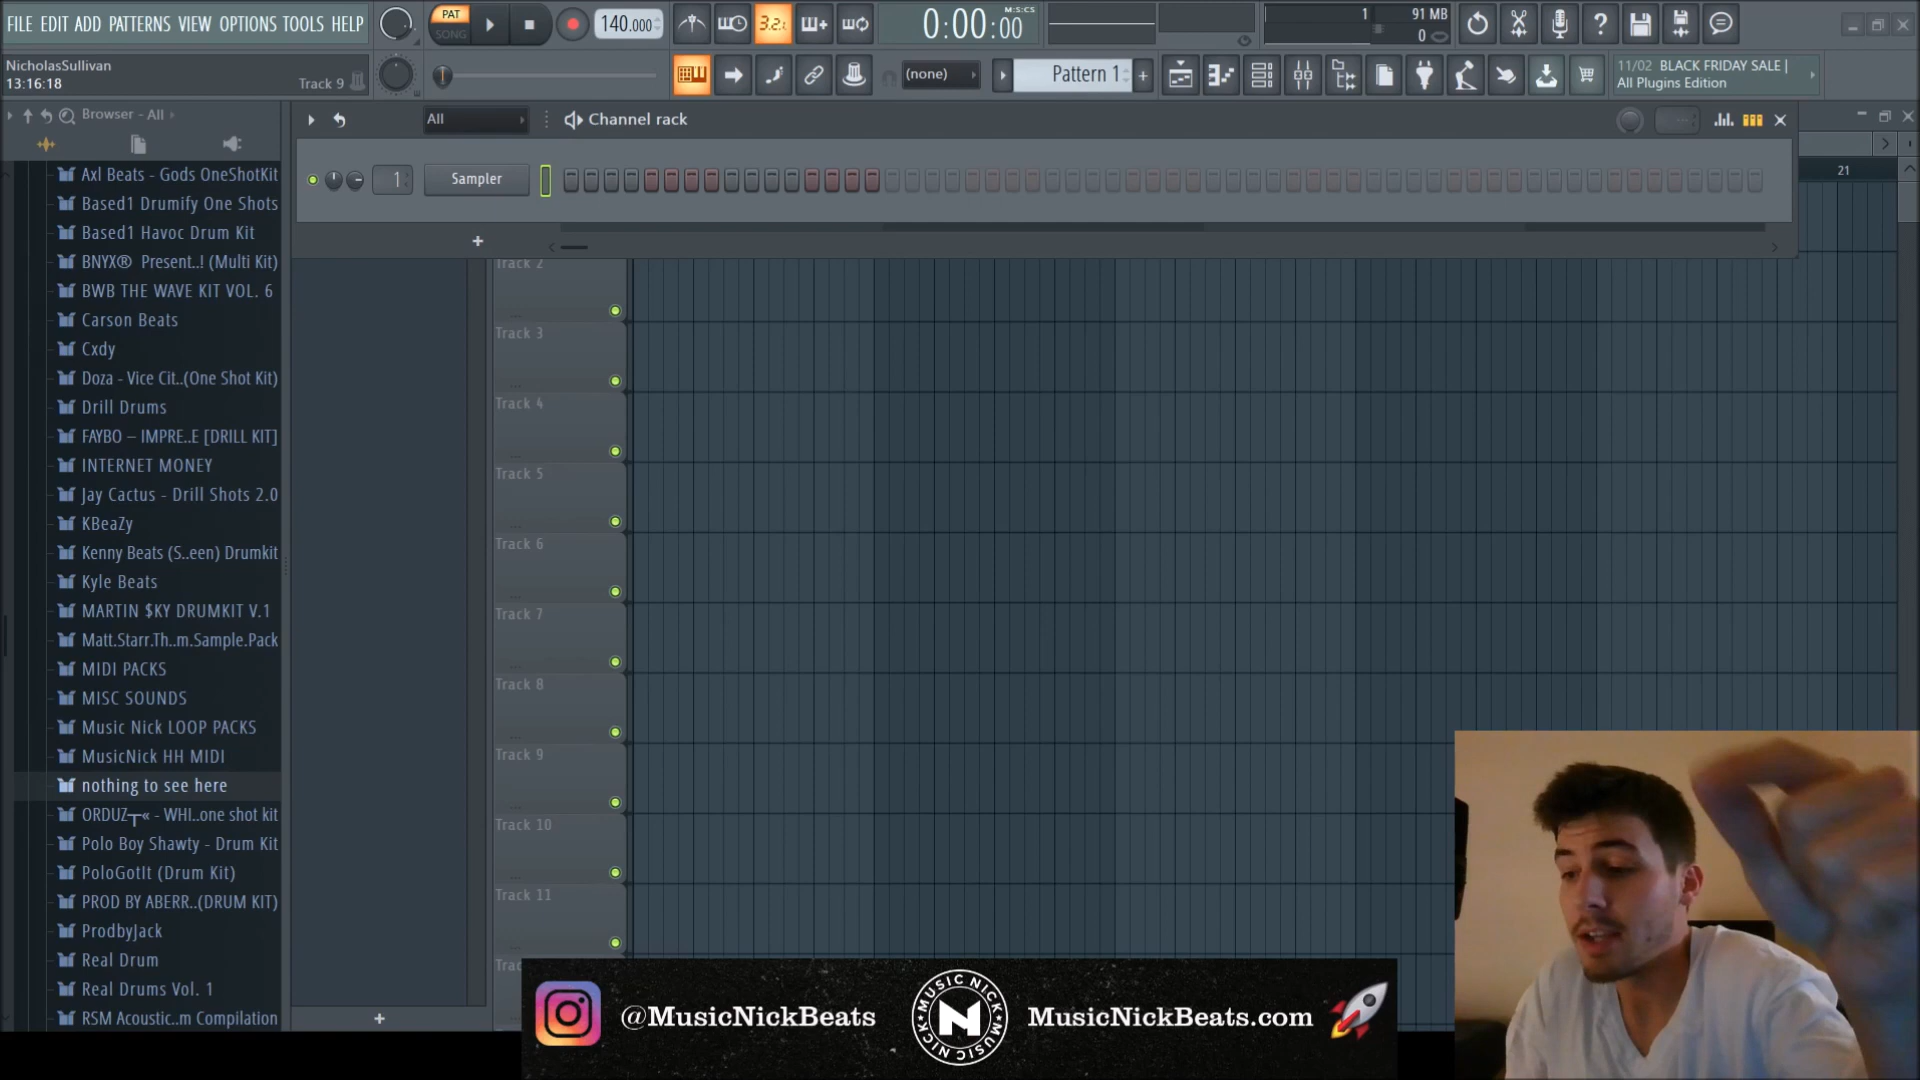 FILE EDIT ADD PATTERNS VIEW OPTIONS TOOLS HELP
PAT
SONG
140.000
3.2.
0:00:00
M:S:CS
1
91 MB
0
NicholasSullivan
13:16:18
Track 9
(none)
Pattern 1
+
11/02 BLACK FRIDAY SALE |
All Plugins Edition
Browser - All
All
Channel rack
1
Sampler
21
+
Axl Beats - Gods OneShotKit
Based1 Drumify One Shots
Based1 Havoc Drum Kit
BNYX® Present..! (Multi Kit)
BWB THE WAVE KIT VOL. 6
Carson Beats
Cxdy
Doza - Vice Cit..(One Shot Kit)
Drill Drums
FAYBO – IMPRE..E [DRILL KIT]
INTERNET MONEY
Jay Cactus - Drill Shots 2.0
KBeaZy
Kenny Beats (S..een) Drumkit
Kyle Beats
MARTIN $KY DRUMKIT V.1
Matt.Starr.Th..m.Sample.Pack
MIDI PACKS
MISC SOUNDS
Music Nick LOOP PACKS
MusicNick HH MIDI
nothing to see here
ORDUZ┬« - WHI..one shot kit
Polo Boy Shawty - Drum Kit
PoloGotIt (Drum Kit)
PROD BY ABERR..(DRUM KIT)
ProdbyJack
Real Drum
Real Drums Vol. 1
RSM Acoustic..m Compilation
Track 2
Track 3
Track 4
Track 5
Track 6
Track 7
Track 8
Track 9
Track 10
Track 11
Trac
+
@MusicNickBeats
MUSIC NICK
N
MUSIC NICK
MusicNickBeats.com